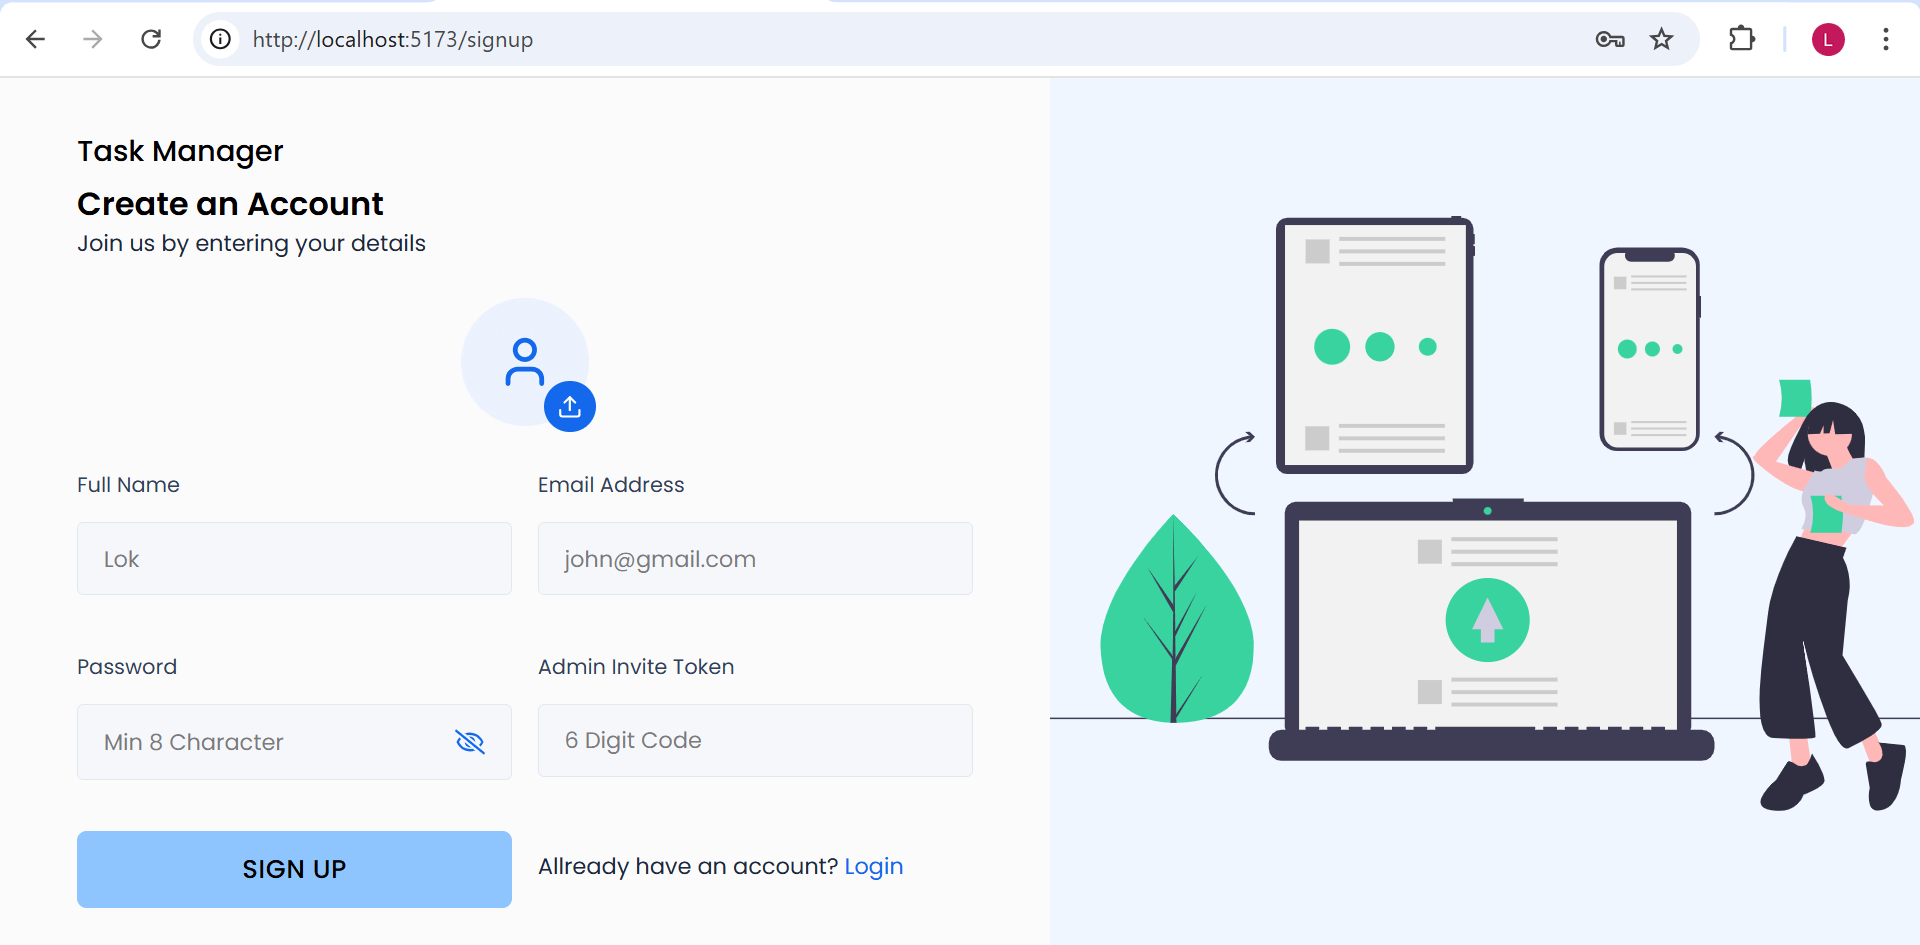 http://localhost:5173/signup
L
Task Manager
Create an Account
Join us by entering your details
Full Name
Email Address
Lok
john@gmail.com
Password
Admin Invite Token
Min 8 Character
6 Digit Code
SIGN UP
Allready have an account? Login